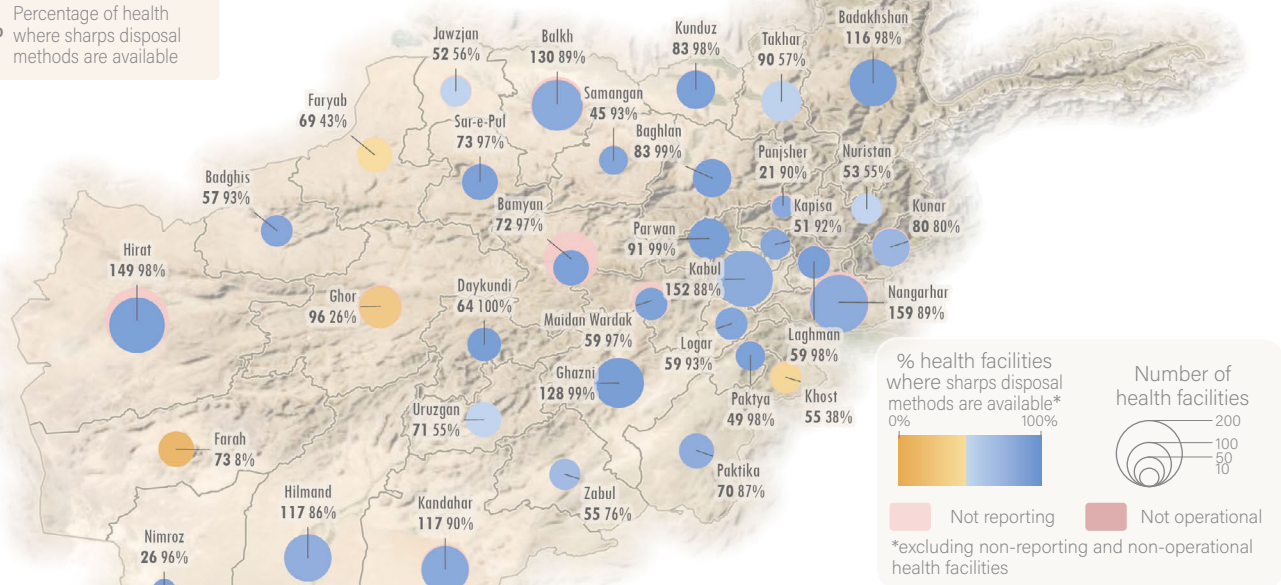 Percentage of health
where sharps disposal
methods are available
Jawzjan
52 56%
Balkh
130 89%
Kunduz
83 98%
Takhar
90 57%
Badakhshan
116 98%
Faryab
69 43%
Sar-e-Pul
73 97%
Samangan
45 93%
Baghlan
83 99%
Panjsher
21 90%
Nuristan
53 55%
Badghis
57 93%
Bamyan
72 97%
Parwan
91 99%
Kapisa
51 92%
Kunar
80 80%
Hirat
149 98%
Ghor
96 26%
Daykundi
64 100%
Kabul
152 88%
Nangarhar
159 89%
Maidan Wardak
59 97%
Logar
59 93%
Laghman
59 98%
Ghazni
128 99%
Paktya
49 98%
Khost
55 38%
Uruzgan
71 55%
Farah
73 8%
Zabul
55 76%
Paktika
70 87%
Hilmand
117 86%
Kandahar
117 90%
Nimroz
26 96%
% health facilities
where sharps disposal
methods are available*
0% 100%
Number of
health facilities
200
100
50
10
Not reporting
Not operational
*excluding non-reporting and non-operational
health facilities